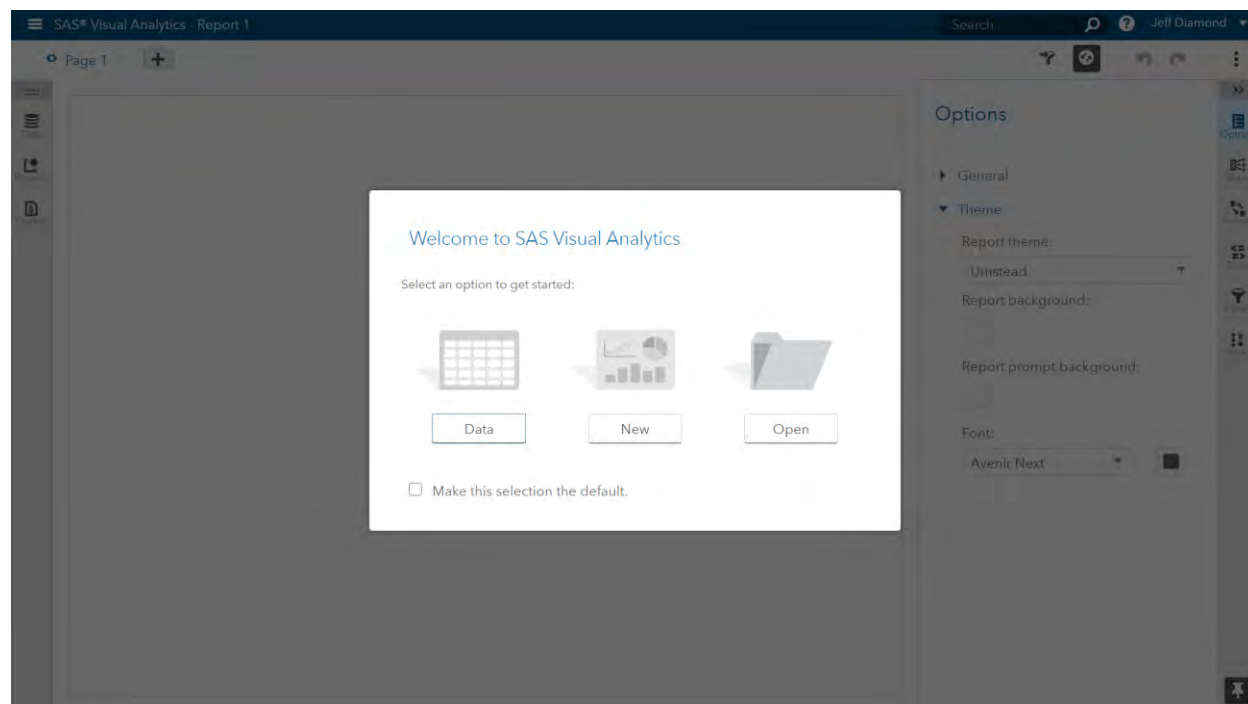 SAS® Visual Analytics - Report 1
Search
Jeff Diamond
Page 1
Options
General
Theme
Report theme:
Umstead
Report background:
Report prompt background:
Font:
Avenir Next
Welcome to SAS Visual Analytics
Select an option to get started:
Data
New
Open
Make this selection the default.